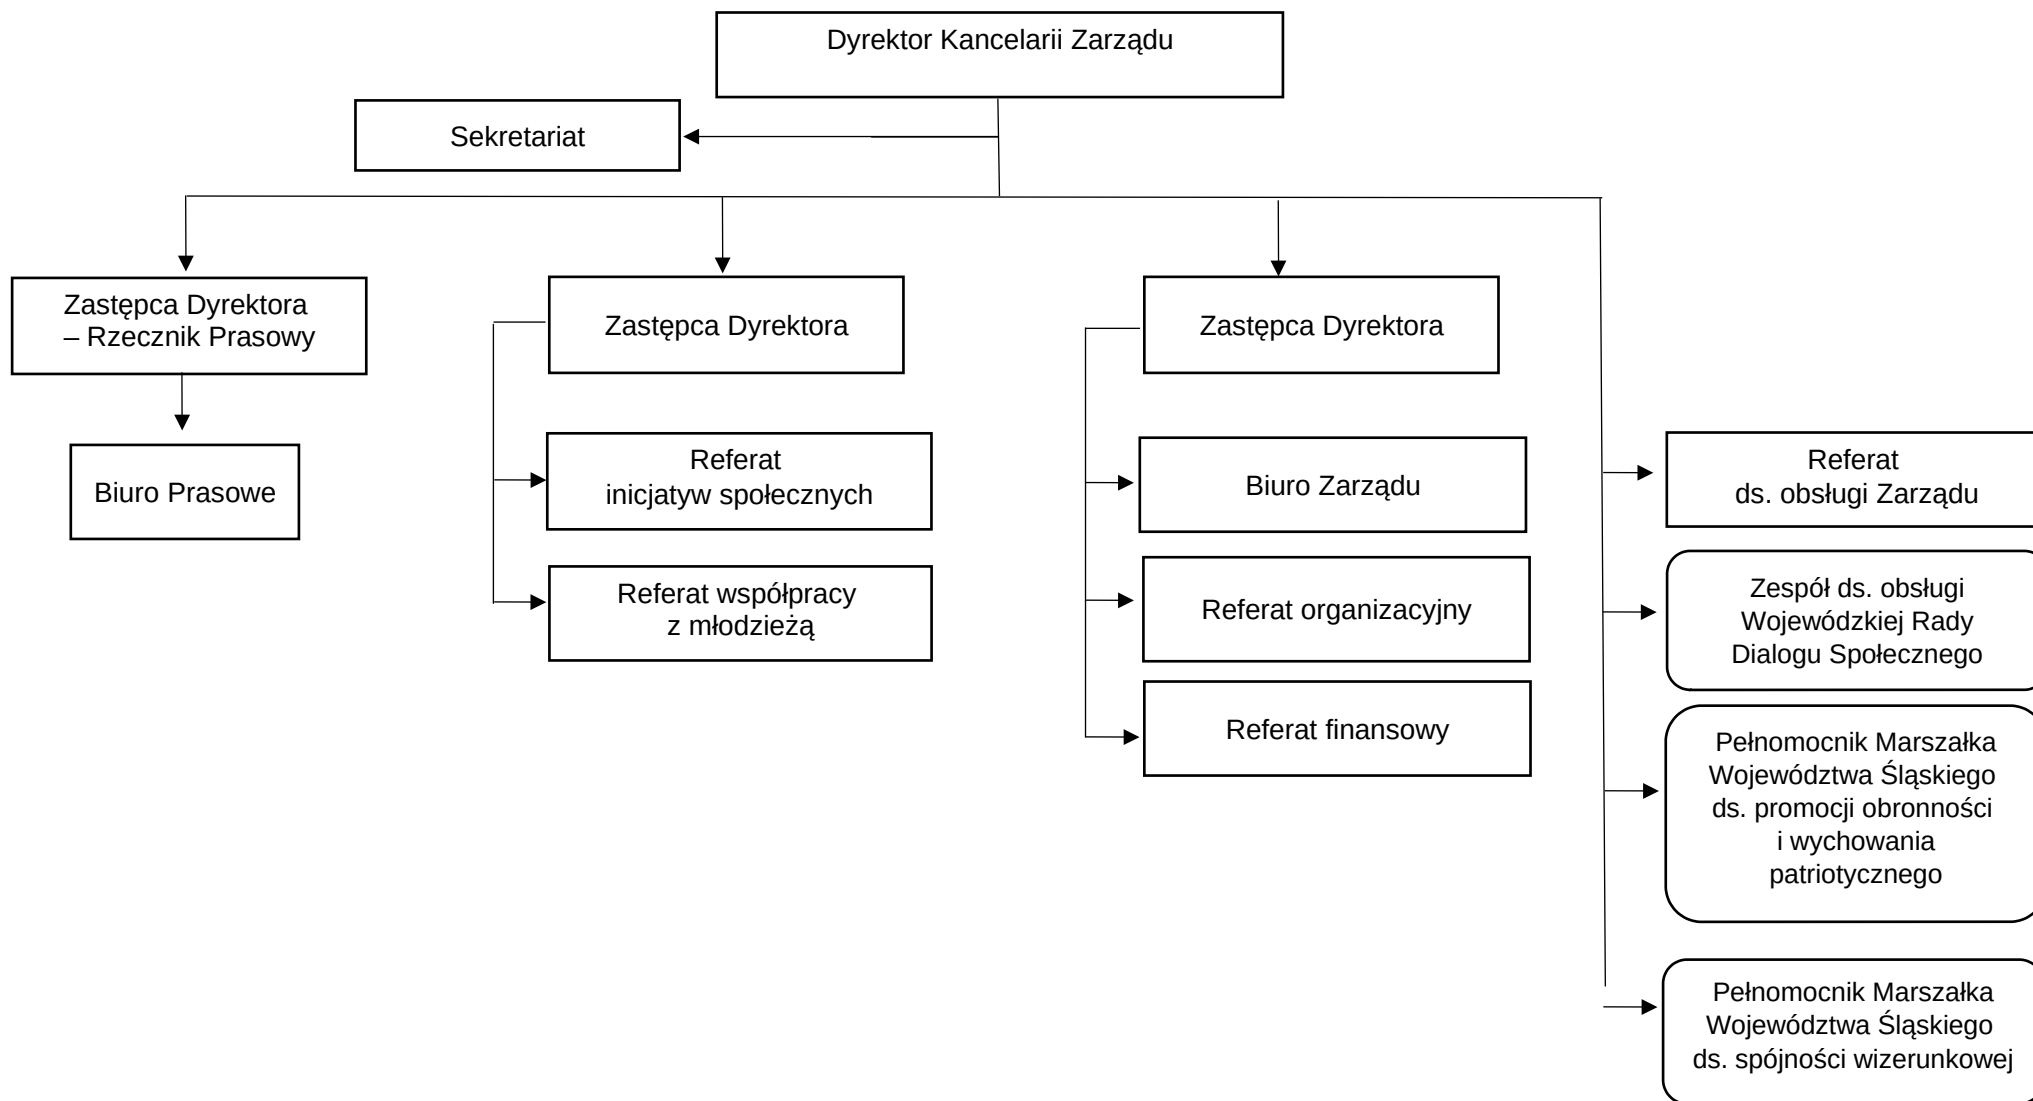 Dyrektor Kancelarii Zarządu
Sekretariat
Zastępca Dyrektora
– Rzecznik Prasowy
Zastępca Dyrektora
Zastępca Dyrektora
Biuro Prasowe
Referat
inicjatyw społecznych
Referat współpracy
z młodzieżą
Biuro Zarządu
Referat organizacyjny
Referat finansowy
Referat
ds. obsługi Zarządu
Zespół ds. obsługi
Wojewódzkiej Rady
Dialogu Społecznego
Pełnomocnik Marszałka
Województwa Śląskiego
ds. promocji obronności
i wychowania
patriotycznego
Pełnomocnik Marszałka
Województwa Śląskiego
ds. spójności wizerunkowej